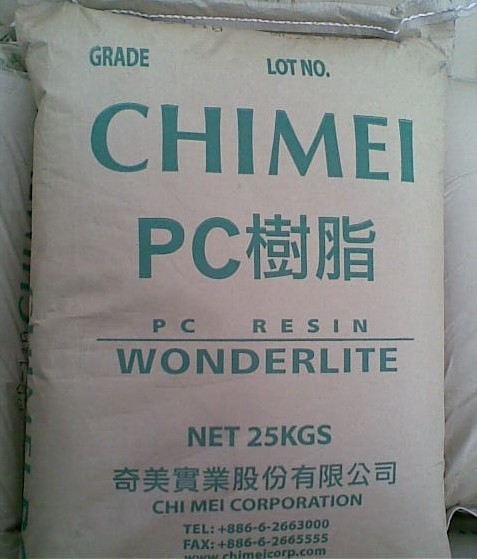 GRADE LOT NO.
CHIMEI
PC樹脂
PC RESIN
WONDERLITE
NET 25KGS
奇美實業股份有限公司
CHI MEI CORPORATION
TEL: +886-6-2663000
FAX: +886-6-2665555
www.chimeicorp.com